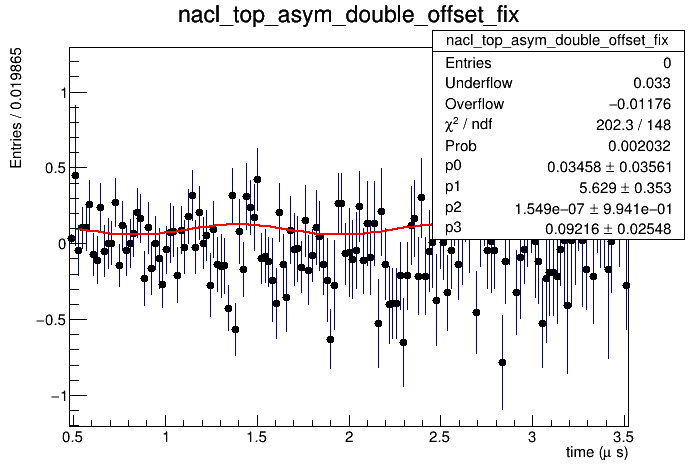 nacl_top_asym_double_offset_fix
nacl_top_asym_double_offset_fix
Entries 0
Underflow 0.033
Overflow −0.01176
χ² / ndf 202.3 / 148
Prob 0.002032
p0 0.03458 ± 0.03561
p1 5.629 ± 0.353
p2 1.549e−07 ± 9.941e−01
p3 0.09216 ± 0.02548
Entries / 0.019865
1
0.5
0
−0.5
−1
0.5 1 1.5 2 2.5 3 3.5
time (μ s)